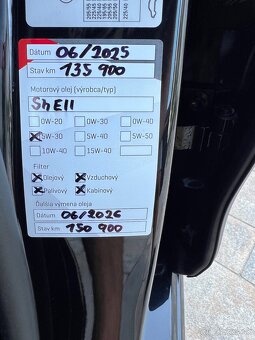 Dátum 06/2025
Stav km 135 900
Motorový olej (výrobca/typ)
ShEll
0W-20 0W-30 0W-40
5W-30 5W-40 5W-50
10W-40 15W-40
Filter
Olejový Vzduchový
Palivový Kabínový
Ďalšia výmena oleja
Dátum 06/2026
Stav km 150 900